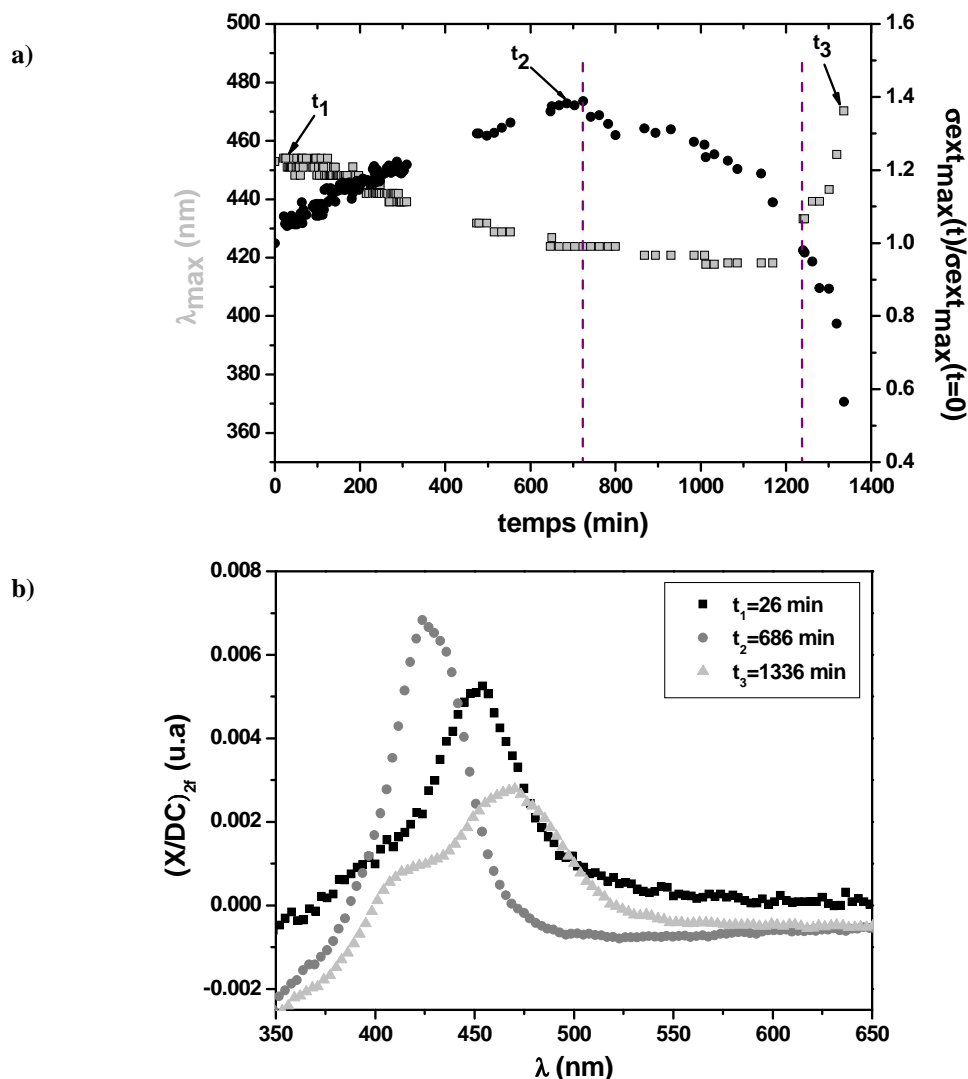 a)
500
480
460
440
420
400
380
360
λmax (nm)
t1
t2
t3
1.6
1.4
1.2
1.0
0.8
0.6
0.4
σextmax(t)/σextmax(t=0)
0 200 400 600 800 1000 1200 1400
temps (min)
b)
0.008
0.006
0.004
0.002
0.000
-0.002
(X/DC)2f (u.a)
t1=26 min
t2=686 min
t3=1336 min
350 400 450 500 550 600 650
λ (nm)